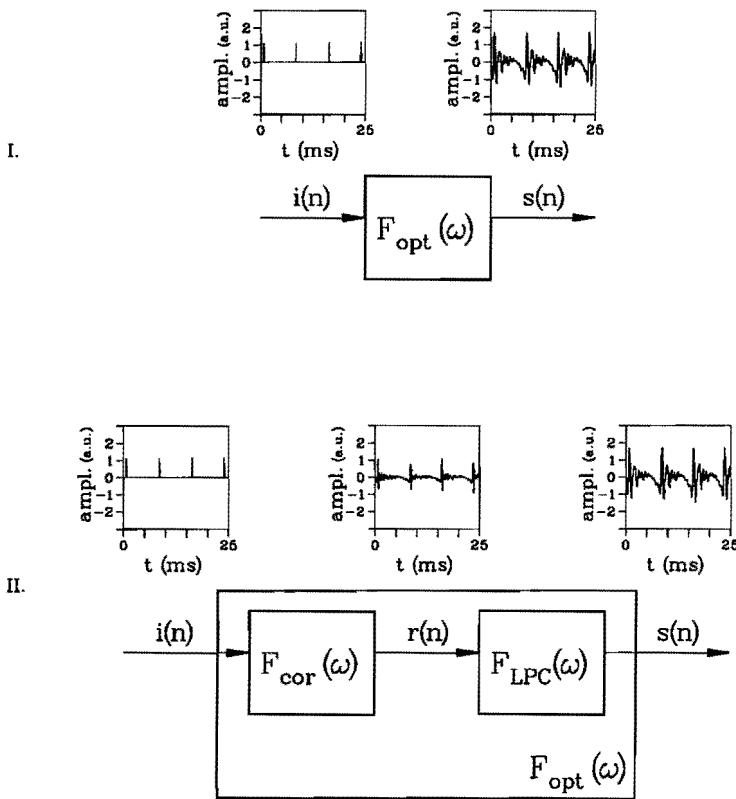 I.
ampl. (a.u.)
2
1
0
-1
-2
0
25
t (ms)
ampl. (a.u.)
2
1
0
-1
-2
0
25
t (ms)
i(n)
F_opt (ω)
s(n)
II.
ampl. (a.u.)
2
1
0
-1
-2
0
25
t (ms)
ampl. (a.u.)
2
1
0
-1
-2
0
25
t (ms)
ampl. (a.u.)
2
1
0
-1
-2
0
25
t (ms)
i(n)
F_cor (ω)
r(n)
F_LPC (ω)
s(n)
F_opt (ω)